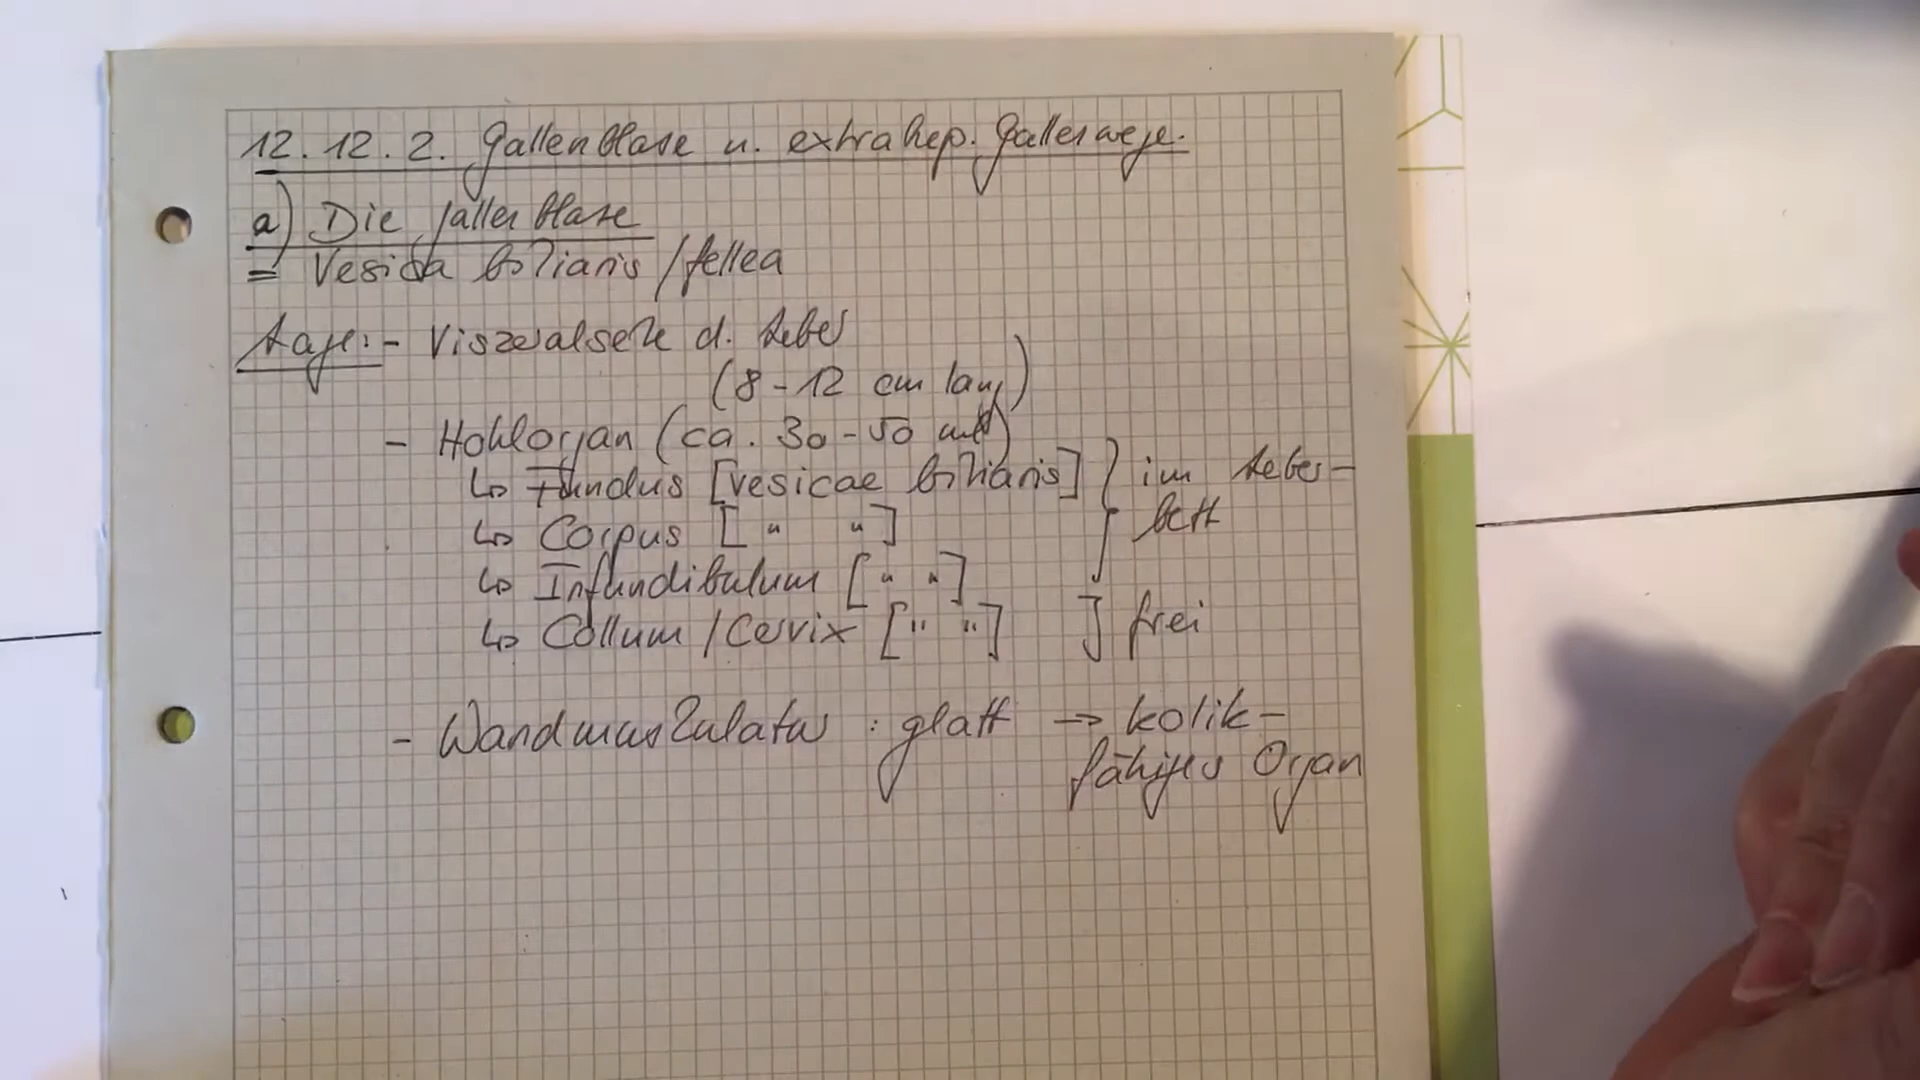 12.12.2. Gallenblase u. extrahep. Gallenwege.
a) Die Gallenblase
= Vesica biliaris / fellea
Lage: - Viszeralseite d. Leber
(8-12 cm lang)
- Hohlorgan (ca. 30-50 ml)
↳ Fundus [vesicae biliaris] } im Leber-
bett
↳ Corpus [" "]
↳ Infundibulum [" "]
↳ Collum / Cervix [" "] ] frei
- Wandmuskulatur : glatt → kolik-
fähiges Organ